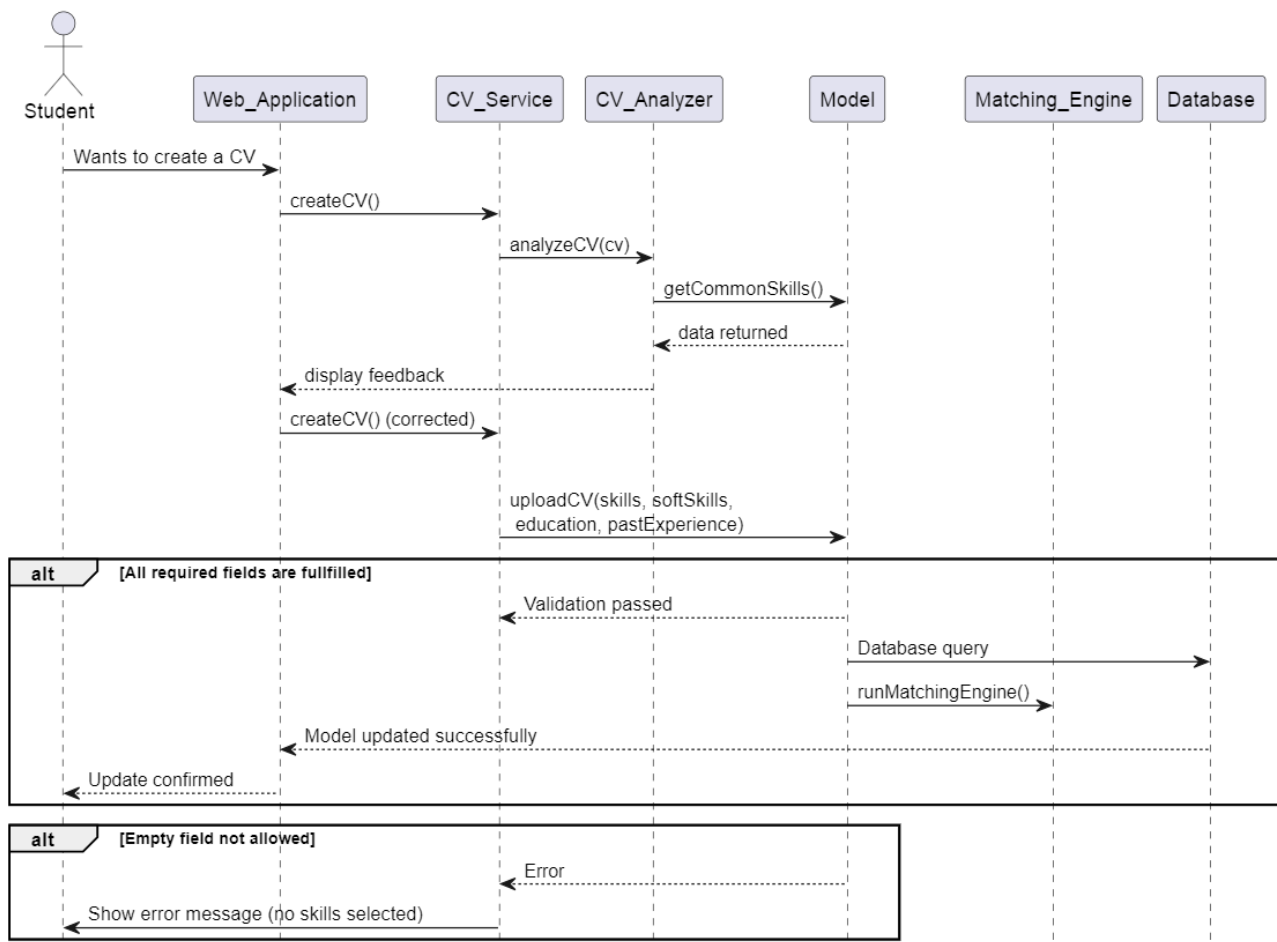 Student
Web_Application
CV_Service
CV_Analyzer
Model
Matching_Engine
Database
Wants to create a CV
createCV()
analyzeCV(cv)
getCommonSkills()
data returned
display feedback
createCV() (corrected)
uploadCV(skills, softSkills,
education, pastExperience)
alt
[All required fields are fullfilled]
Validation passed
Database query
runMatchingEngine()
Model updated successfully
Update confirmed
alt
[Empty field not allowed]
Error
Show error message (no skills selected)